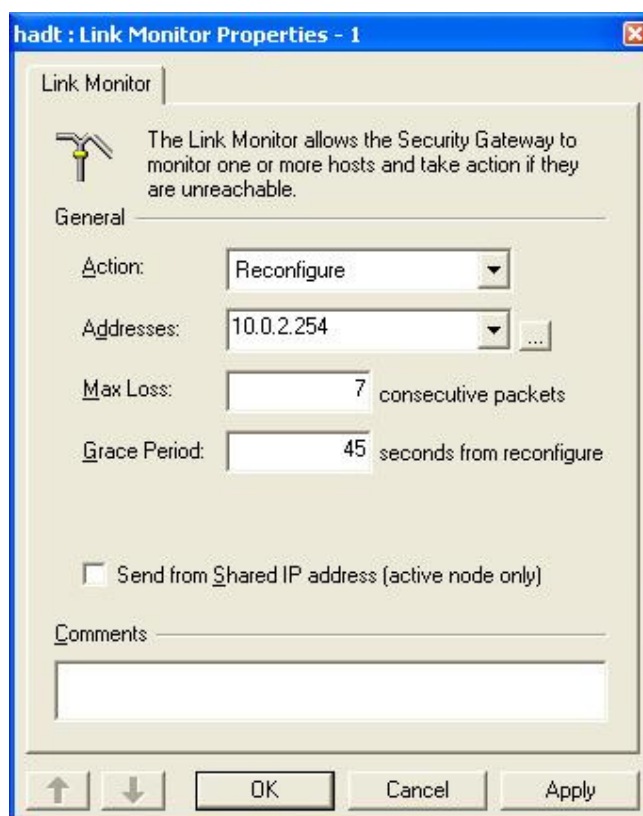 hadt : Link Monitor Properties - 1
Link Monitor
The Link Monitor allows the Security Gateway to
monitor one or more hosts and take action if they
are unreachable.
General
Action: Reconfigure
Addresses: 10.0.2.254 ...
Max Loss: 7 consecutive packets
Grace Period: 45 seconds from reconfigure
Send from Shared IP address (active node only)
Comments
OK Cancel Apply